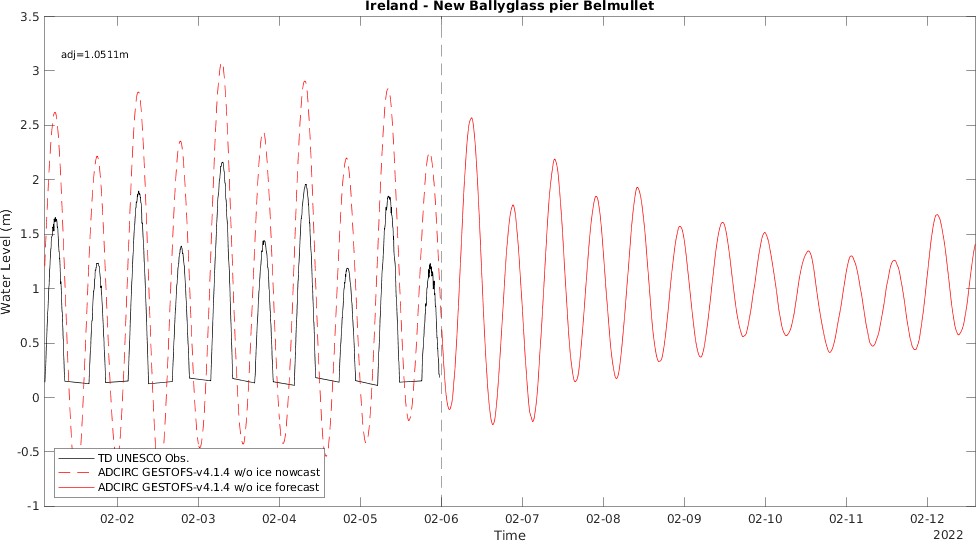 Ireland - New Ballyglass pier Belmullet
3.5
adj=1.0511m
3
2.5
2
1.5
1
0.5
0
-0.5
-1
Water Level (m)
TD UNESCO Obs.
ADCIRC GESTOFS-v4.1.4 w/o ice nowcast
ADCIRC GESTOFS-v4.1.4 w/o ice forecast
02-02 02-03 02-04 02-05 02-06 02-07 02-08 02-09 02-10 02-11 02-12
Time
2022